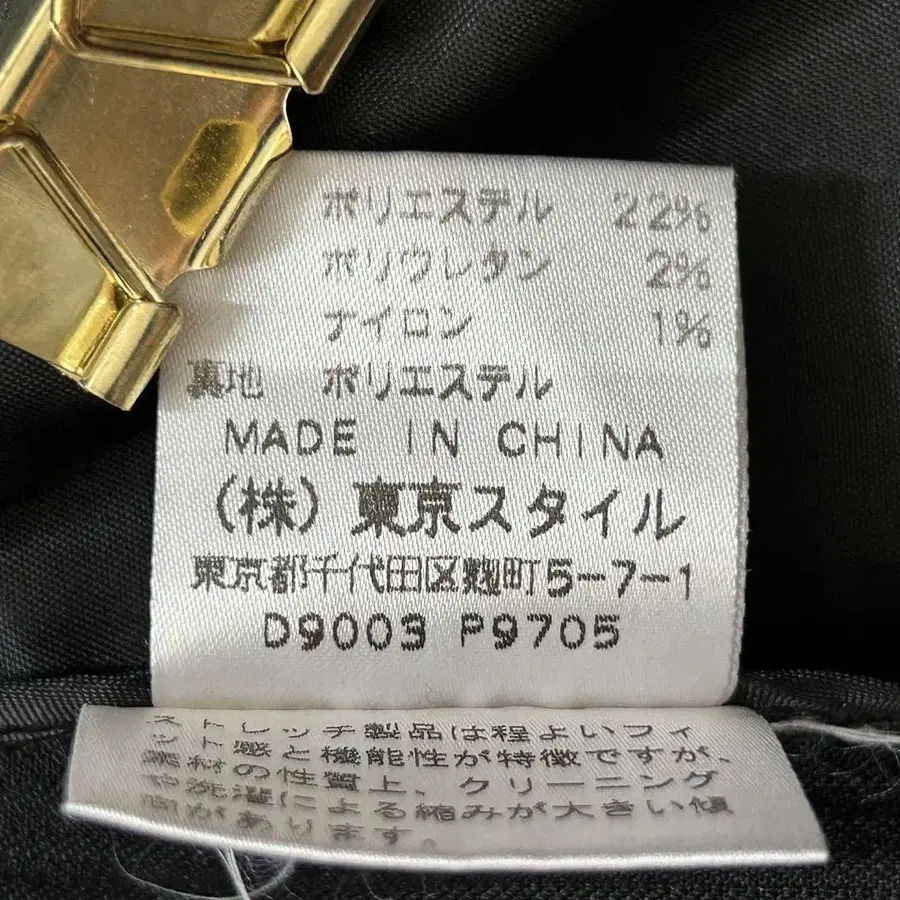 ポリエステル 22%
ポリウレタン 2%
ナイロン 1%
裏地 ポリエステル
MADE IN CHINA
(株) 東京スタイル
東京都千代田区麹町5-7-1
D9003 P9705
ストレッチ製品は程よいフィ
ット感と機能性が特徴ですが、
素材の性質上、クリーニング
や洗濯による縮みが大きい傾
向があります。